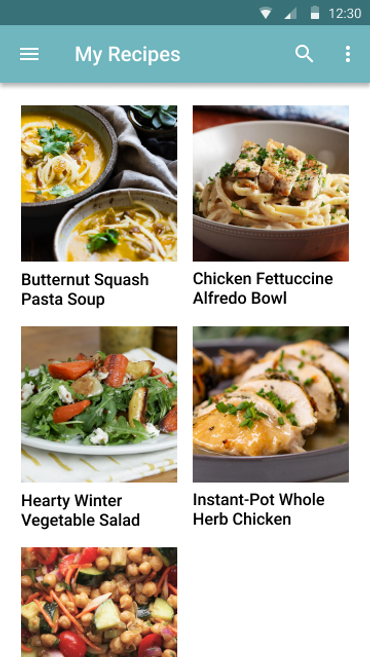 12:30
My Recipes
Butternut Squash
Pasta Soup
Chicken Fettuccine
Alfredo Bowl
Hearty Winter
Vegetable Salad
Instant-Pot Whole
Herb Chicken